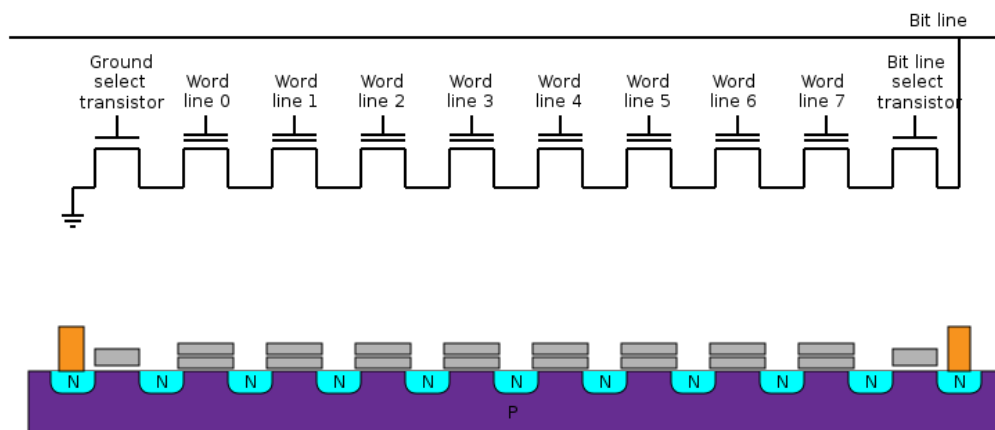 Bit line
Ground
select
transistor
Word
line 0
Word
line 1
Word
line 2
Word
line 3
Word
line 4
Word
line 5
Word
line 6
Word
line 7
Bit line
select
transistor
N
N
N
N
N
N
N
N
N
N
N
P